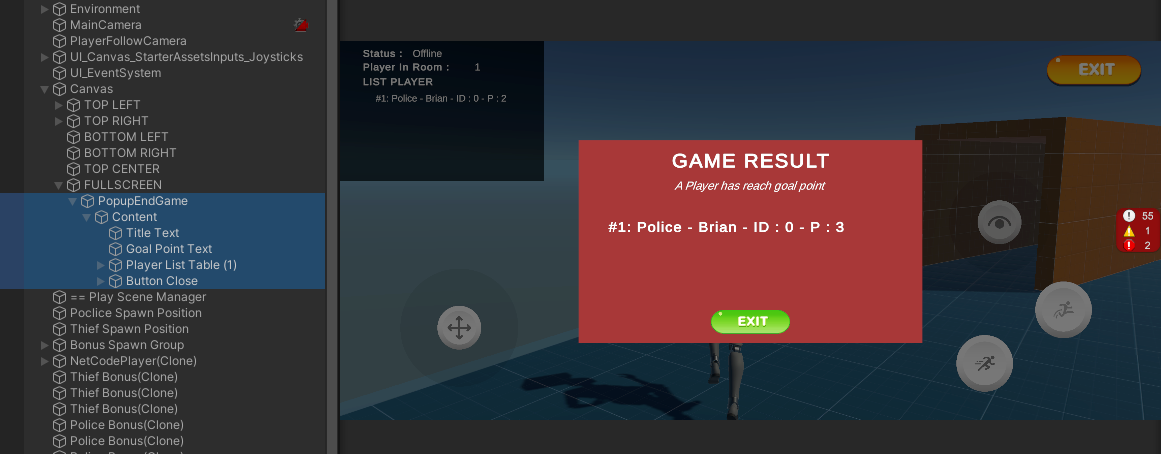 Environment
MainCamera
PlayerFollowCamera
UI_Canvas_StarterAssetsInputs_Joysticks
UI_EventSystem
Canvas
TOP LEFT
TOP RIGHT
BOTTOM LEFT
BOTTOM RIGHT
TOP CENTER
FULLSCREEN
PopupEndGame
Content
Title Text
Goal Point Text
Player List Table (1)
Button Close
== Play Scene Manager
Poclice Spawn Position
Thief Spawn Position
Bonus Spawn Group
NetCodePlayer(Clone)
Thief Bonus(Clone)
Thief Bonus(Clone)
Thief Bonus(Clone)
Police Bonus(Clone)
Police Bonus(Clone)
Status : Offline
Player In Room : 1
LIST PLAYER
#1: Police - Brian - ID : 0 - P : 2
EXIT
GAME RESULT
A Player has reach goal point
#1: Police - Brian - ID : 0 - P : 3
EXIT
55
1
2